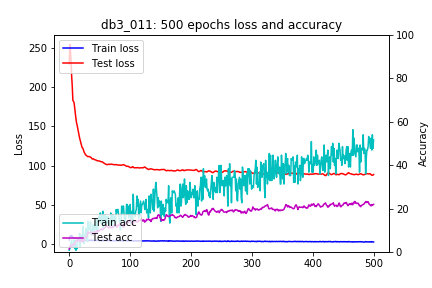 db3_011: 500 epochs loss and accuracy
Train loss
Test loss
Train acc
Test acc
Loss
Accuracy
250
200
150
100
50
0
100
80
60
40
20
0
0
100
200
300
400
500